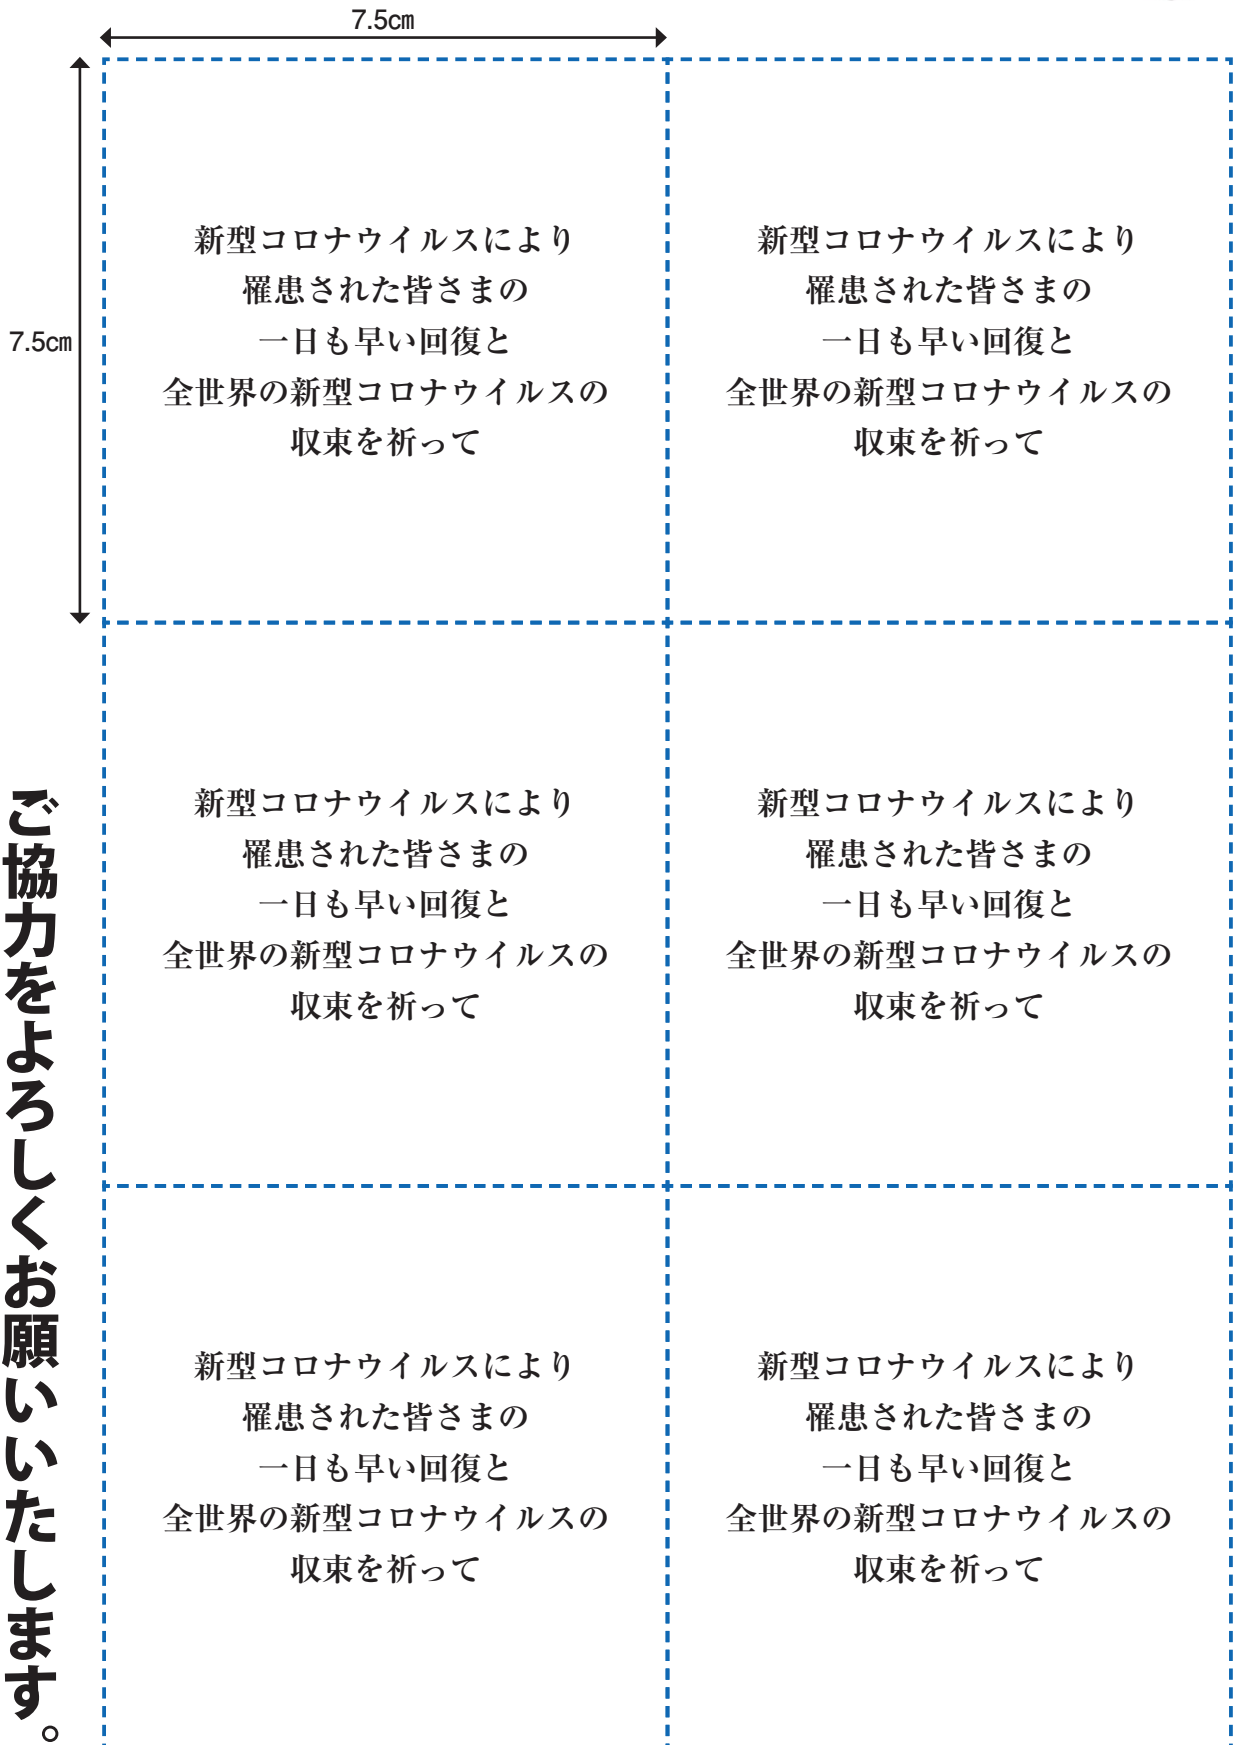 7.5㎝
7.5㎝
新型コロナウイルスにより
罹患された皆さまの
一日も早い回復と
全世界の新型コロナウイルスの
収束を祈って
新型コロナウイルスにより
罹患された皆さまの
一日も早い回復と
全世界の新型コロナウイルスの
収束を祈って
新型コロナウイルスにより
罹患された皆さまの
一日も早い回復と
全世界の新型コロナウイルスの
収束を祈って
新型コロナウイルスにより
罹患された皆さまの
一日も早い回復と
全世界の新型コロナウイルスの
収束を祈って
新型コロナウイルスにより
罹患された皆さまの
一日も早い回復と
全世界の新型コロナウイルスの
収束を祈って
新型コロナウイルスにより
罹患された皆さまの
一日も早い回復と
全世界の新型コロナウイルスの
収束を祈って
ご協力をよろしくお願いいたします。